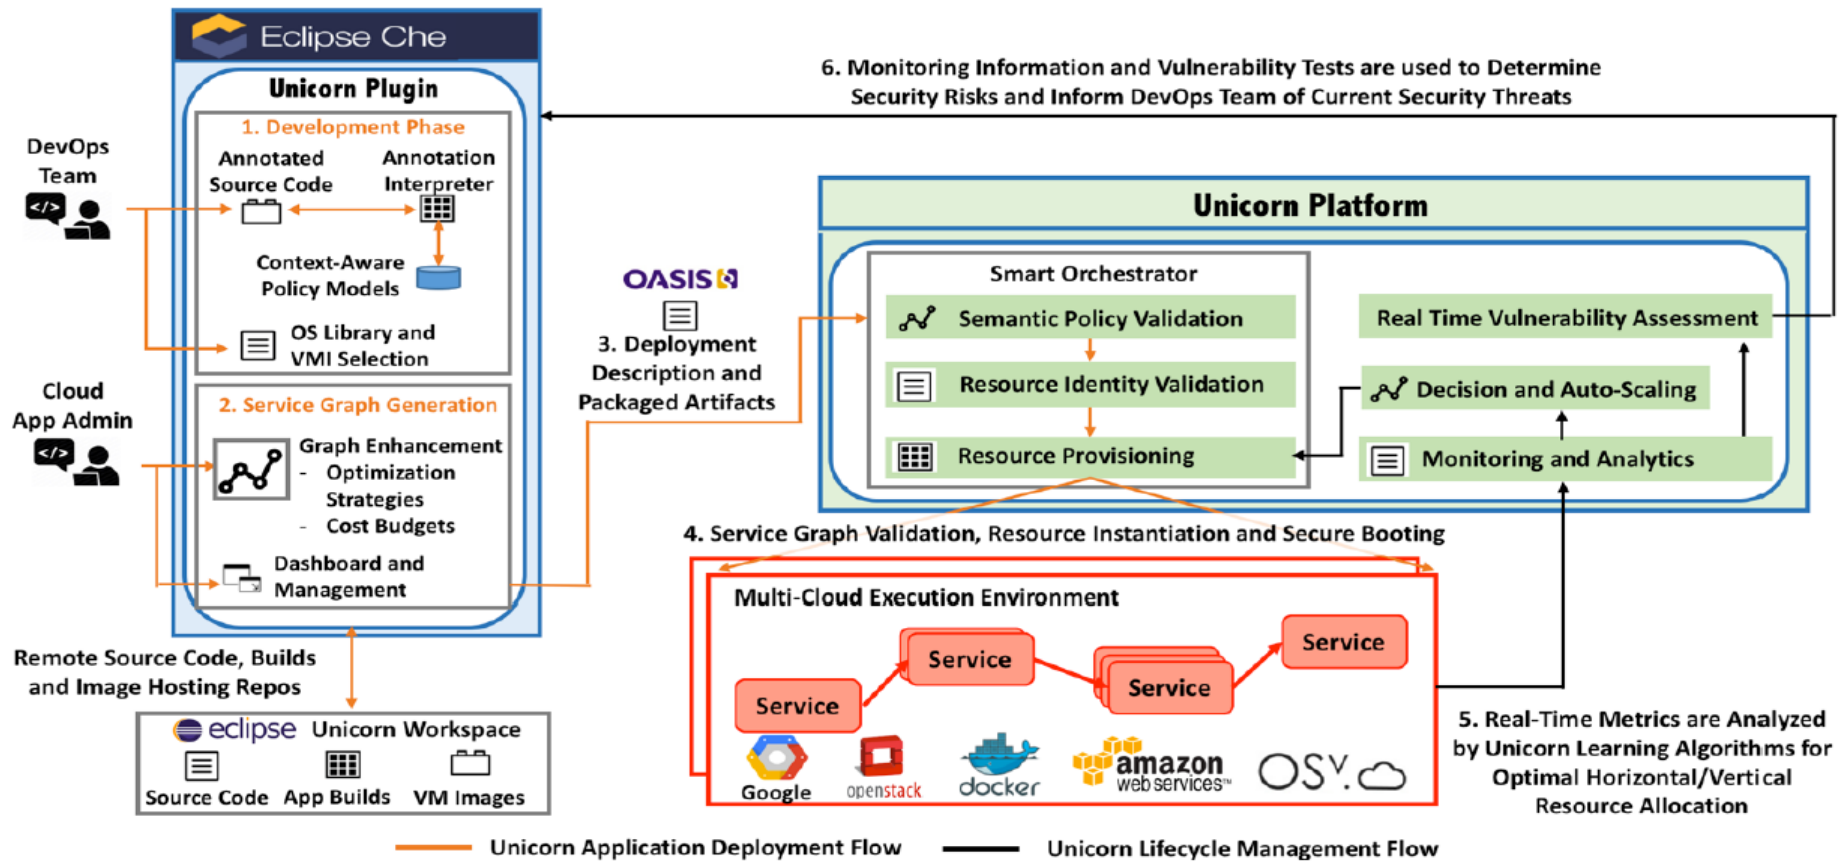 Eclipse Che
Unicorn Plugin
1. Development Phase
Annotated
Source Code
Annotation
Interpreter
Context-Aware
Policy Models
OS Library and
VMI Selection
2. Service Graph Generation
Graph Enhancement
- Optimization
Strategies
- Cost Budgets
Dashboard and
Management
DevOps
Team
</>
Cloud
App Admin
</>
Remote Source Code, Builds
and Image Hosting Repos
eclipse Unicorn Workspace
Source Code App Builds VM Images
OASIS
3. Deployment
Description and
Packaged Artifacts
6. Monitoring Information and Vulnerability Tests are used to Determine
Security Risks and Inform DevOps Team of Current Security Threats
Unicorn Platform
Smart Orchestrator
Semantic Policy Validation
Resource Identity Validation
Resource Provisioning
Real Time Vulnerability Assessment
Decision and Auto-Scaling
Monitoring and Analytics
4. Service Graph Validation, Resource Instantiation and Secure Booting
Multi-Cloud Execution Environment
Service
Service
Service
Service
Google
openstack
docker
amazon
web services™
OSv.
5. Real-Time Metrics are Analyzed
by Unicorn Learning Algorithms for
Optimal Horizontal/Vertical
Resource Allocation
Unicorn Application Deployment Flow
Unicorn Lifecycle Management Flow